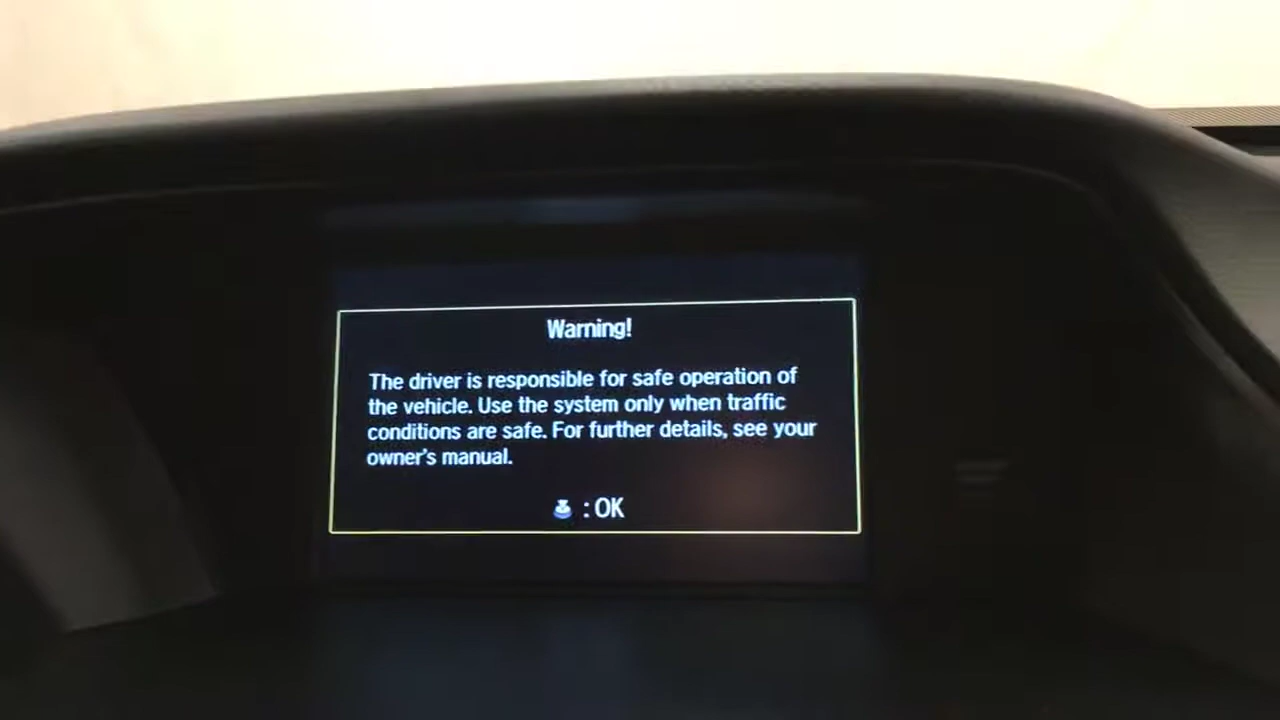 Warning!
The driver is responsible for safe operation of
the vehicle. Use the system only when traffic
conditions are safe. For further details, see your
owner's manual.
: OK